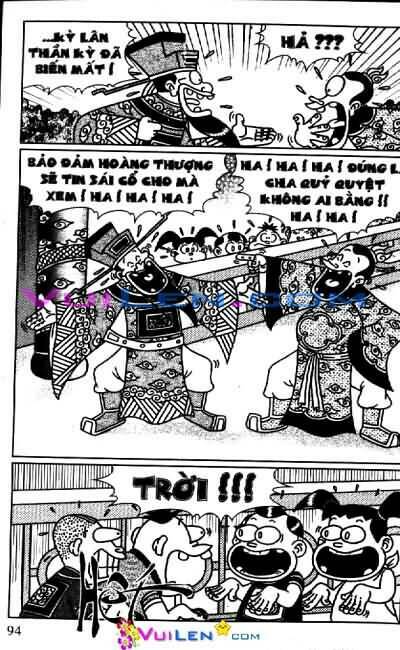 ...KỲ LÂN
THẦN KỲ ĐÃ
BIẾN MẤT!
HẢ ???
BẢO ĐẢM HOÀNG THƯỢNG
SẼ TIN SÁI CỔ CHO MÀ
XEM! HA! HA! HA!
HA! HA! HA! ĐÚNG L
CHA QUỶ QUYỆT
KHÔNG AI BẰNG!!
HA! HA!
VUILEN.COM
TRỜI!!!
HẾT
94
VUILEN.COM